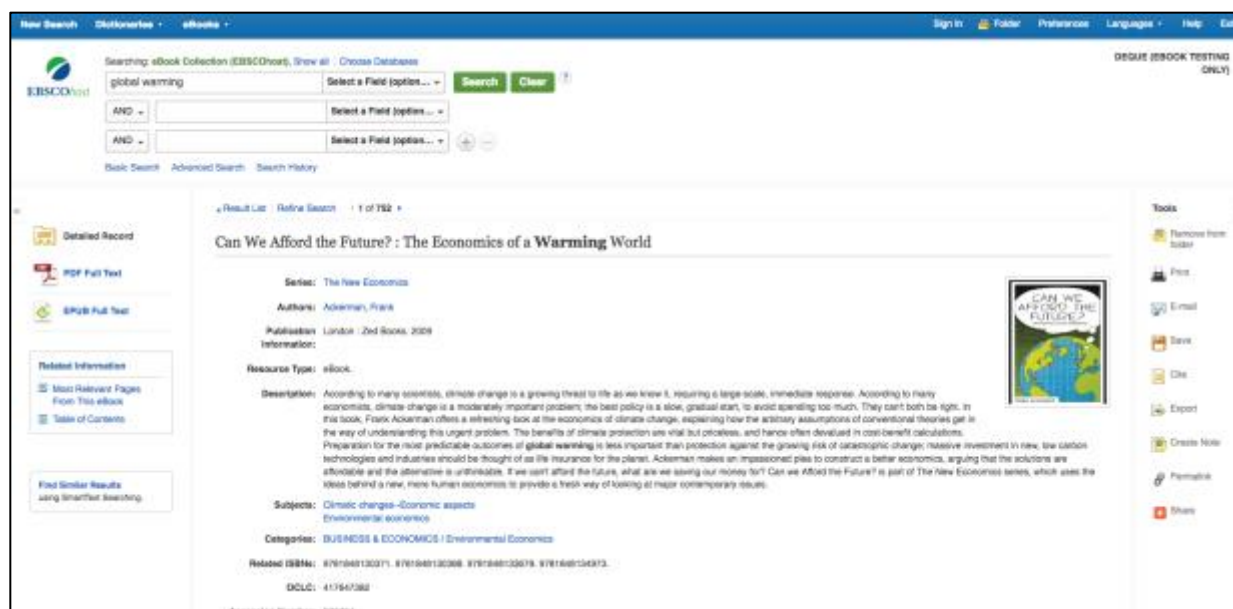 New Search Dictionaries eBooks Sign In Folder Preferences Languages Help
Searching: eBook Collection (EBSCOhost), Show all Choose Databases
DEQUE (EBOOK TESTING
ONLY)
EBSCOhost
global warming Select a Field (option... Search Clear ?
AND Select a Field (option...
AND Select a Field (option...
Basic Search Advanced Search Search History
Result List Refine Search 1 of 752
Can We Afford the Future? : The Economics of a Warming World
Detailed Record
PDF Full Text
EPUB Full Text
Related Information
Most Relevant Pages
From This eBook
Table of Contents
Find Similar Results
using SmartText Searching.
Series: The New Economics
Authors: Ackerman, Frank
Publication London : Zed Books. 2009
Information:
Resource Type: eBook.
Description: According to many scientists, climate change is a growing threat to life as we know it, requiring a large-scale, immediate response. According to many
economists, climate change is a moderately important problem; the best policy is a slow, gradual start, to avoid spending too much. They can't both be right. In
this book, Frank Ackerman offers a refreshing look at the economics of climate change, explaining how the arbitrary assumptions of conventional theories get in
the way of understanding this urgent problem. The benefits of climate protection are vital but priceless, and hence often devalued in cost-benefit calculations.
Preparation for the most predictable outcomes of global warming is less important than protection against the growing risk of catastrophic change; massive investment in new, low carbon
technologies and industries should be thought of as life insurance for the planet. Ackerman makes an impassioned plea to construct a better economics, arguing that the solutions are
affordable and the alternative is unthinkable. If we can't afford the future, what are we saving our money for? Can we Afford the Future? is part of The New Economics series, which uses the
ideas behind a new, more human economics to provide a fresh way of looking at major contemporary issues.
Subjects: Climatic changes--Economic aspects
Environmental economics
Categories: BUSINESS & ECONOMICS / Environmental Economics
Related ISBNs:
OCLC: 417647382
CAN WE
AFFORD THE
FUTURE?
Tools
Remove from
folder
Print
E-mail
Save
Cite
Export
Create Note
Permalink
Share